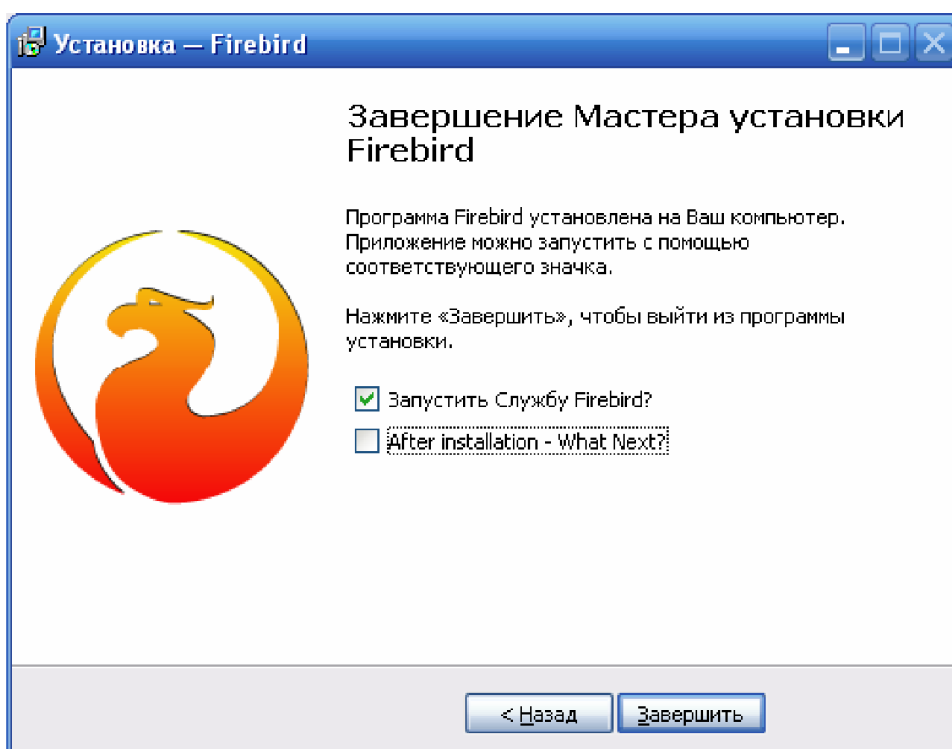 Установка — Firebird
Завершение Мастера установки
Firebird
Программа Firebird установлена на Ваш компьютер.
Приложение можно запустить с помощью
соответствующего значка.
Нажмите «Завершить», чтобы выйти из программы
установки.
Запустить Службу Firebird?
After installation - What Next?
< Назад
Завершить